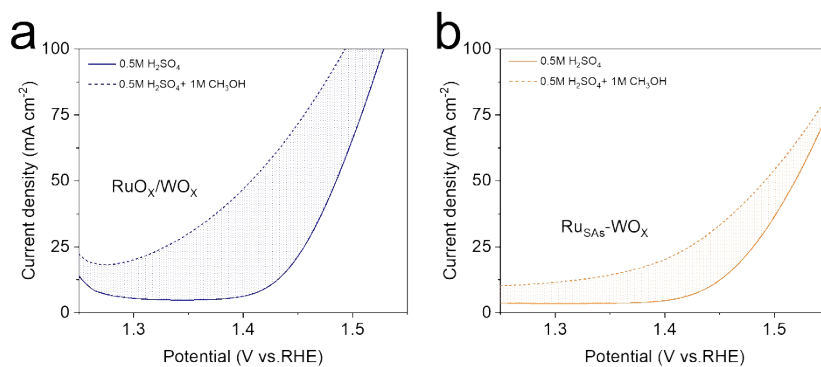 a
100
75
50
25
0
Current density (mA cm⁻²)
0.5M H₂SO₄
0.5M H₂SO₄+ 1M CH₃OH
RuOₓ/WOₓ
1.3
1.4
1.5
Potential (V vs.RHE)
b
100
75
50
25
0
Current density (mA cm⁻²)
0.5M H₂SO₄
0.5M H₂SO₄+ 1M CH₃OH
Ru_SAs-WOₓ
1.3
1.4
1.5
Potential (V vs.RHE)